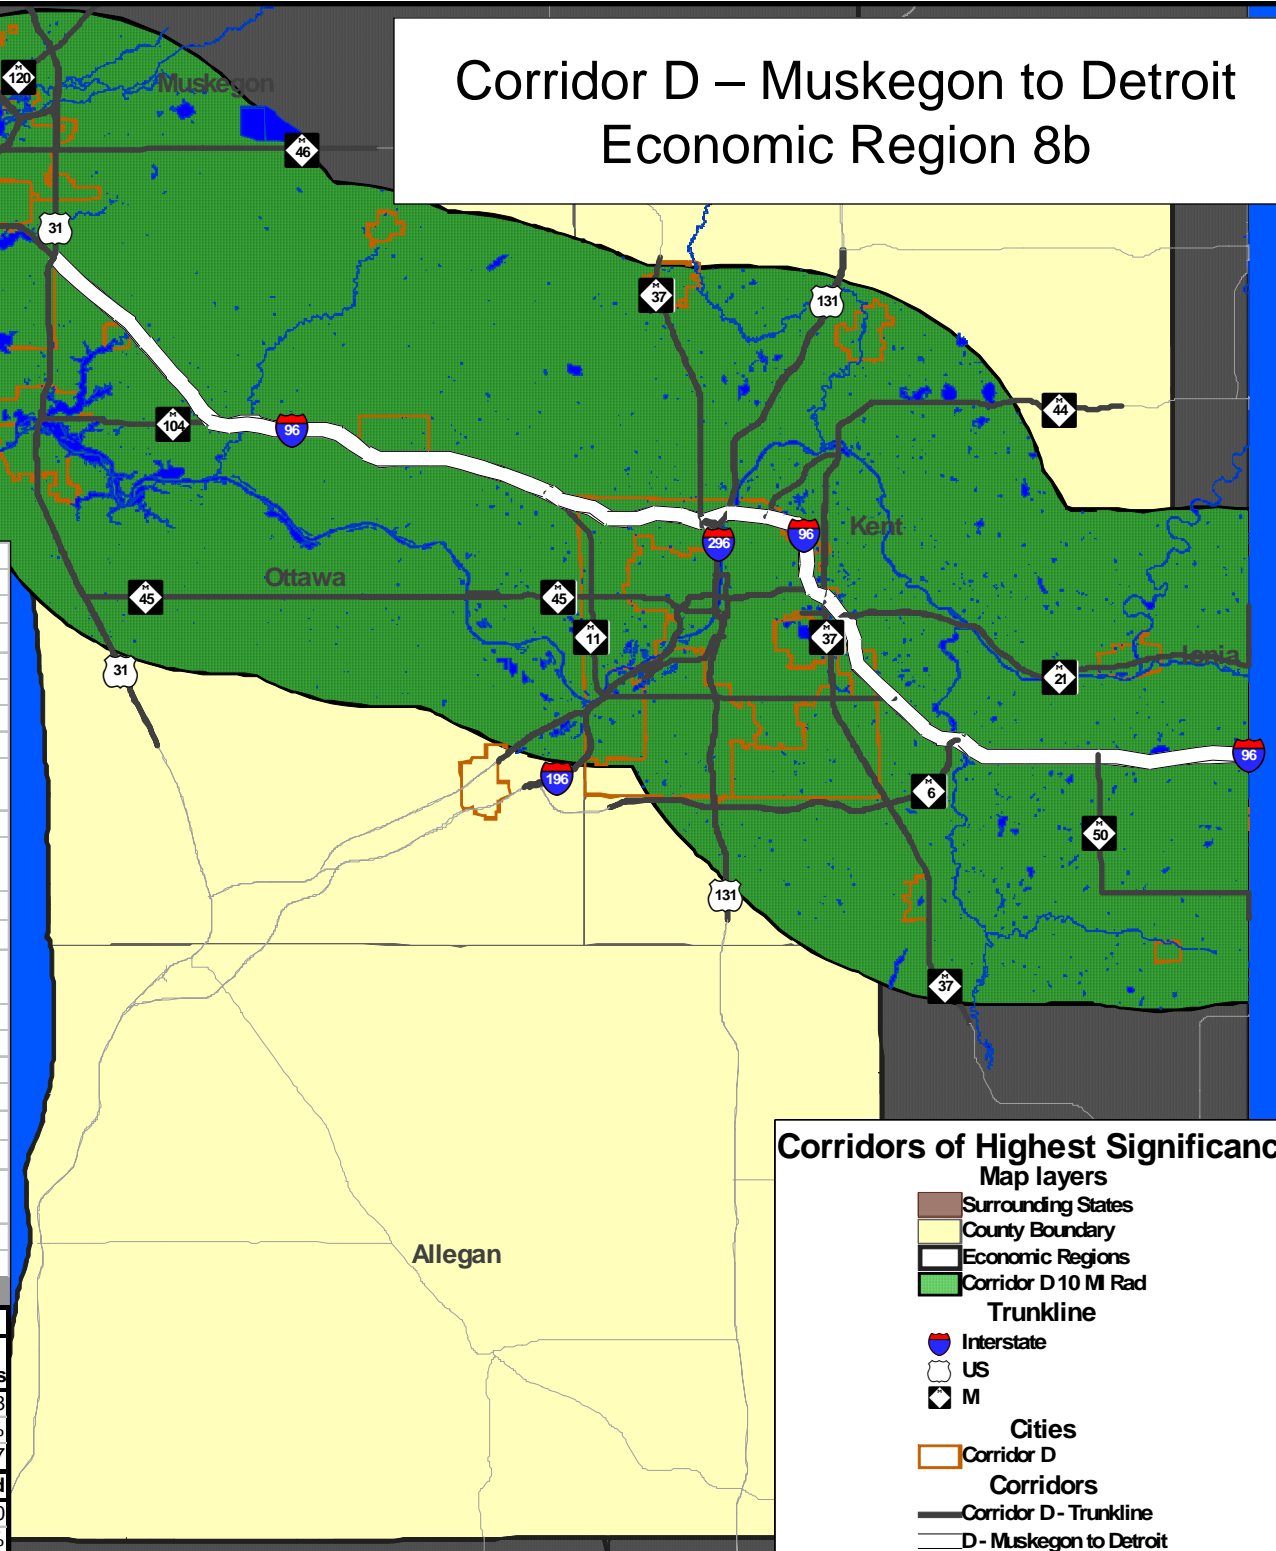 Corridor D – Muskegon to Detroit
Economic Region 8b
M
120
Muskegon
M
46
31
M
37
131
M
44
M
104
96
296
96
Kent
Ottawa
M
45
M
45
M
11
M
37
31
M
21
Ionia
196
M
6
96
M
50
131
M
37
Allegan
Corridors of Highest Significanc
Map layers
Surrounding States
County Boundary
Economic Regions
Corridor D 10 MI Rad
Trunkline
Interstate
US
M
Cities
Corridor D
Corridors
Corridor D - Trunkline
D - Muskegon to Detroit